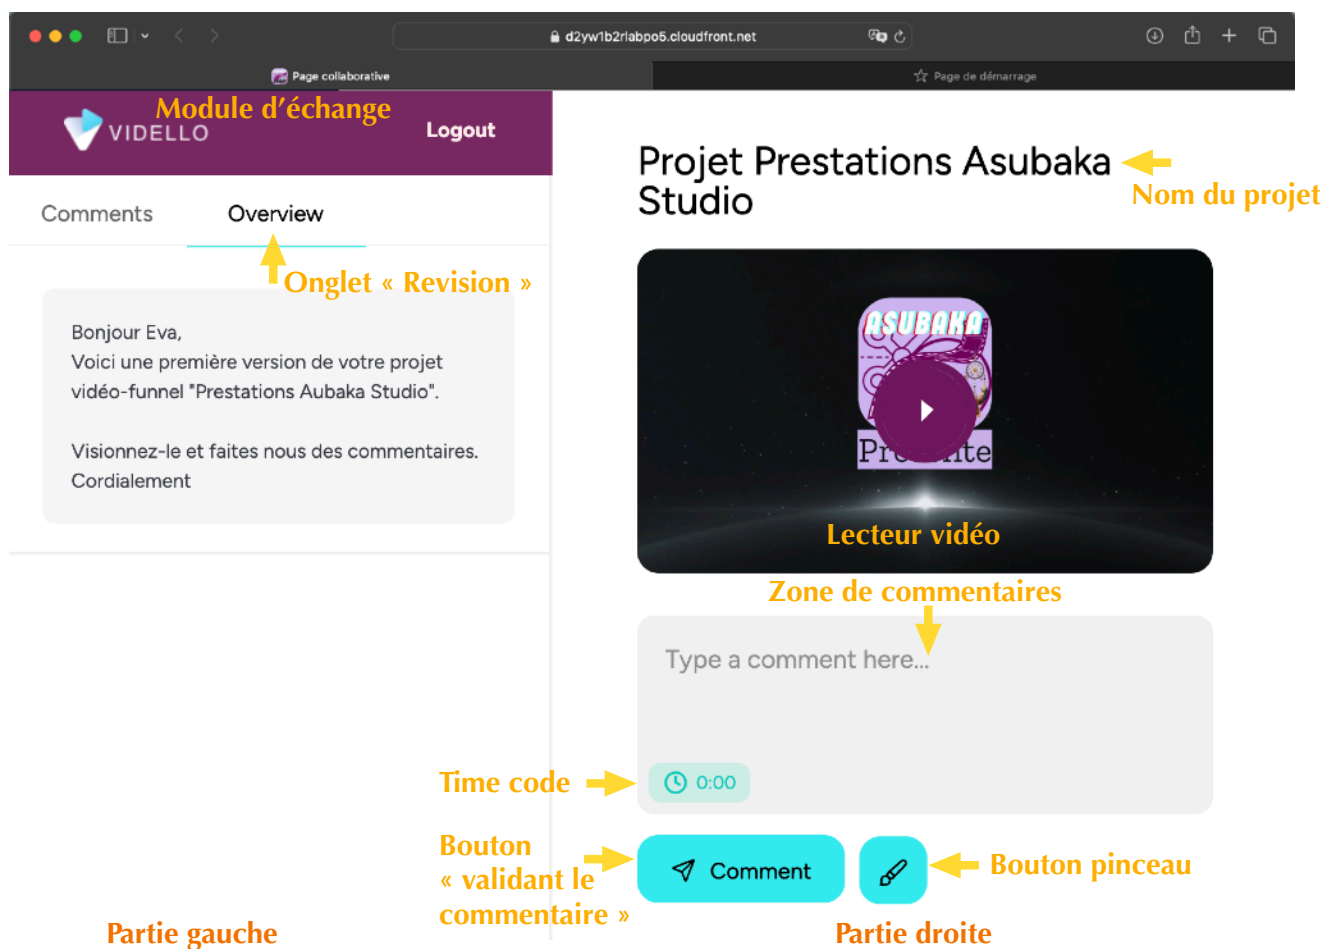 d2yw1b2rlabpo5.cloudfront.net
Page collaborative
Page de démarrage
Module d'échange
VIDELLO
Logout
Comments
Overview
Onglet « Revision »
Bonjour Eva,
Voici une première version de votre projet
vidéo-funnel "Prestations Aubaka Studio".
Visionnez-le et faites nous des commentaires.
Cordialement
Projet Prestations Asubaka
Studio
Nom du projet
ASUBAKA
Lecteur vidéo
Zone de commentaires
Type a comment here...
Time code
0:00
Bouton
« validant le
commentaire »
Comment
Bouton pinceau
Partie gauche
Partie droite